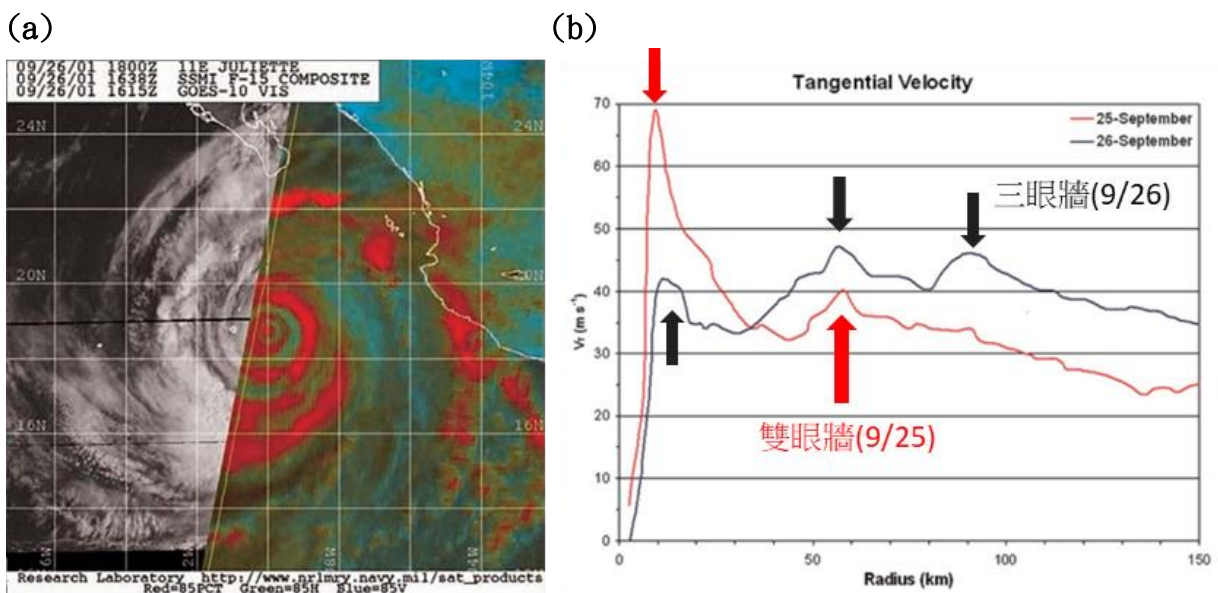 (a)
(b)
09/26/01 1800Z 11E JULIETTE
09/26/01 1638Z SSMI F-15 COMPOSITE
09/26/01 1615Z GOES-10 VIS
104W
24N
24N
20N
20N
16N
16N
Research Laboratory http://www.nrlmry.navy.mil/sat_products
Red=85PCT Green=85H Blue=85V
Tangential Velocity
25-September
26-September
三眼牆(9/26)
雙眼牆(9/25)
70
60
50
40
30
20
10
0
0
50
100
150
Radius (km)